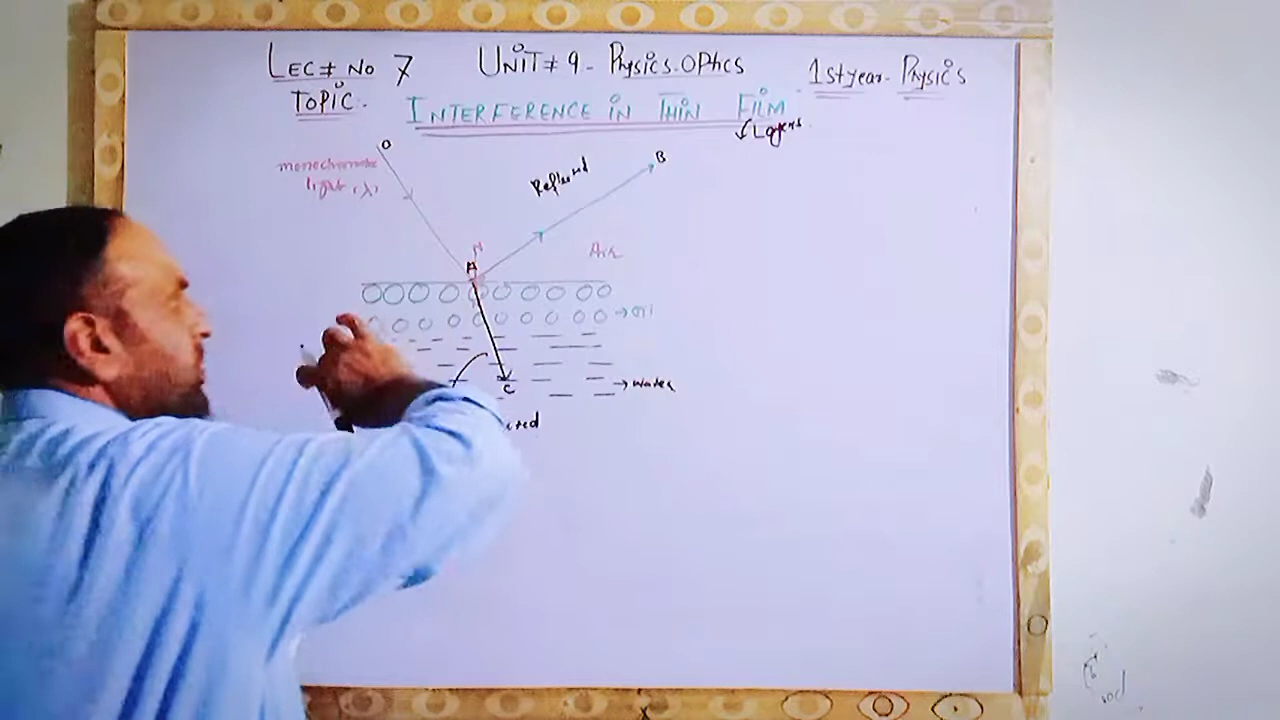 LEC # NO 7 UNIT # 9 - Physics.Optics 1st year - Physics
TOPIC. INTERFERENCE IN THIN FILM
Layers
O
B
monochromatic
light (λ)
Reflected
N
A
Air
→ Oil
C
→ Water